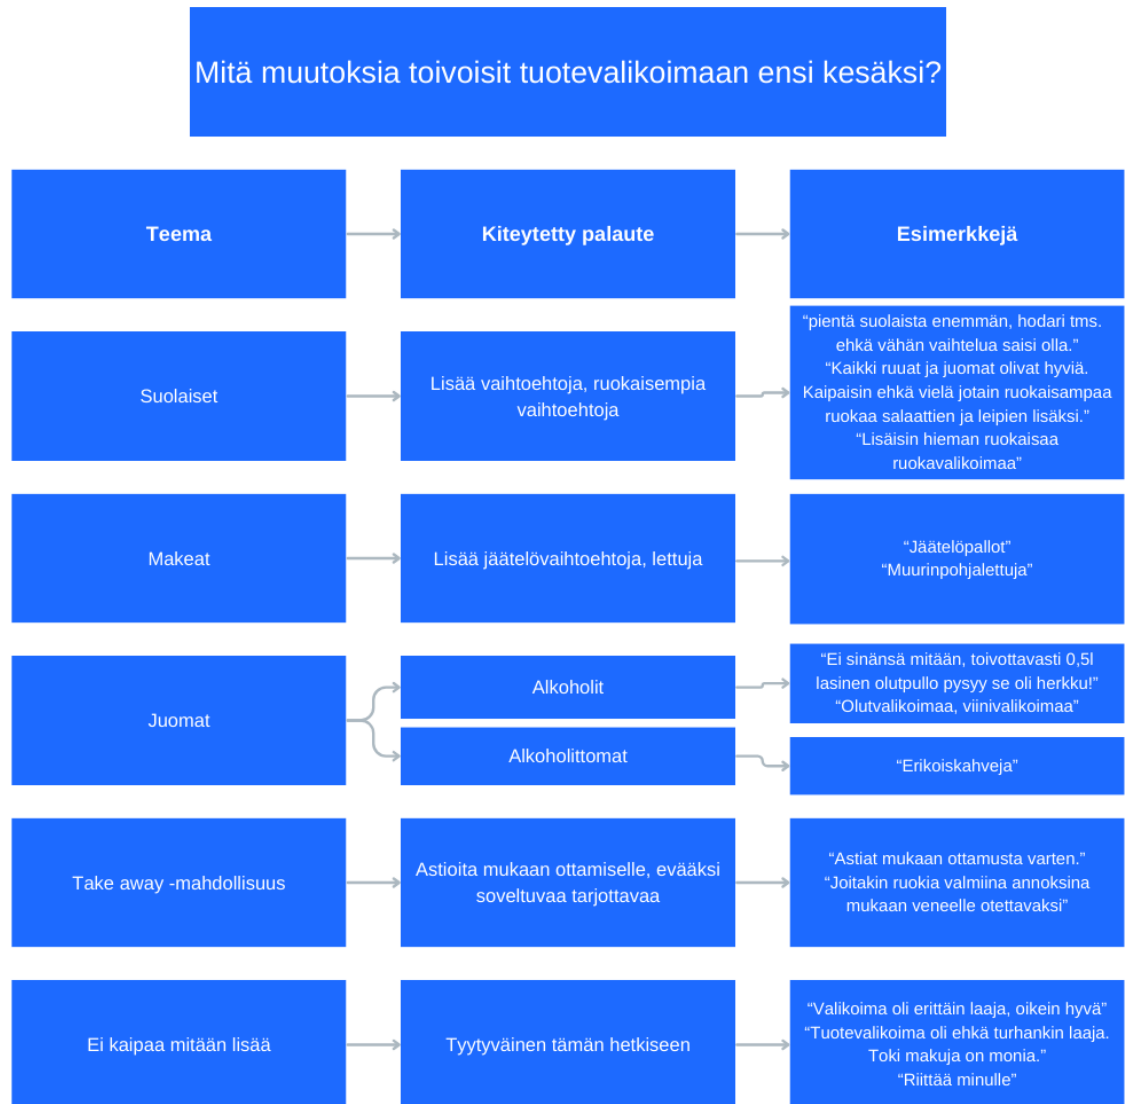 Mitä muutoksia toivoisit tuotevalikoimaan ensi kesäksi?
Teema
Kiteytetty palaute
Esimerkkejä
Suolaiset
Lisää vaihtoehtoja, ruokaisempia
vaihtoehtoja
“pientä suolaista enemmän, hodari tms.
ehkä vähän vaihtelua saisi olla.”
“Kaikki ruuat ja juomat olivat hyviä.
Kaipaisin ehkä vielä jotain ruokaisampaa
ruokaa salaattien ja leipien lisäksi.”
“Lisäisin hieman ruokaisaa
ruokavalikoimaa”
Makeat
Lisää jäätelövaihtoehtoja, lettuja
“Jäätelöpallot”
“Muurinpohjalettuja”
Juomat
Alkoholit
“Ei sinänsä mitään, toivottavasti 0,5l
lasinen olutpullo pysyy se oli herkku!”
“Olutvalikoimaa, viinivalikoimaa”
Alkoholittomat
“Erikoiskahveja”
Take away -mahdollisuus
Astioita mukaan ottamiselle, evääksi
soveltuvaa tarjottavaa
“Astiat mukaan ottamusta varten.”
“Joitakin ruokia valmiina annoksina
mukaan veneelle otettavaksi”
Ei kaipaa mitään lisää
Tyytyväinen tämän hetkiseen
“Valikoima oli erittäin laaja, oikein hyvä”
“Tuotevalikoima oli ehkä turhankin laaja.
Toki makuja on monia.”
“Riittää minulle”